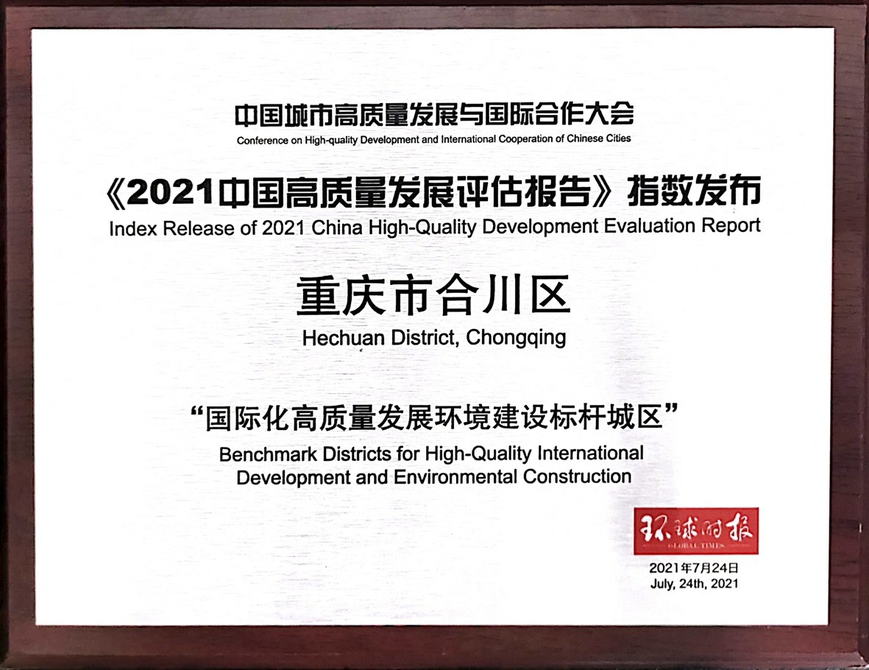 中国城市高质量发展与国际合作大会
Conference on High-quality Development and International Cooperation of Chinese Cities
《2021中国高质量发展评估报告》指数发布
Index Release of 2021 China High-Quality Development Evaluation Report
重庆市合川区
Hechuan District, Chongqing
“国际化高质量发展环境建设标杆城区”
Benchmark Districts for High-Quality International
Development and Environmental Construction
环球时报
GLOBAL TIMES
2021年7月24日
July, 24th, 2021